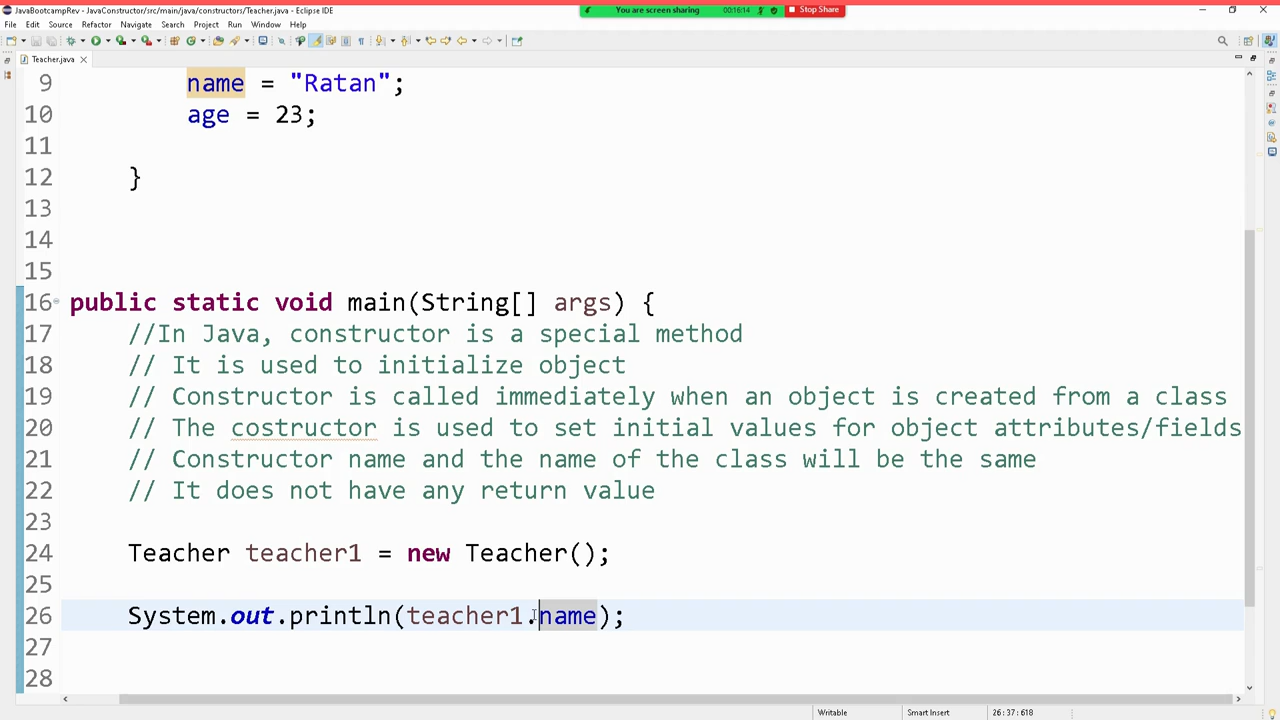 JavaBootcampRev - JavaConstructor/src/main/java/constructors/Teacher.java - Eclipse IDE
You are screen sharing
00:16:14
Stop Share
File Edit Source Refactor Navigate Search Project Run Window Help
Teacher.java
9 name = "Ratan";
10 age = 23;
11
12 }
13
14
15
16 public static void main(String[] args) {
17 //In Java, constructor is a special method
18 // It is used to initialize object
19 // Constructor is called immediately when an object is created from a class
20 // The costructor is used to set initial values for object attributes/fields
21 // Constructor name and the name of the class will be the same
22 // It does not have any return value
23
24 Teacher teacher1 = new Teacher();
25
26 System.out.println(teacher1.name);
27
28
Writable Smart Insert 26:37:618